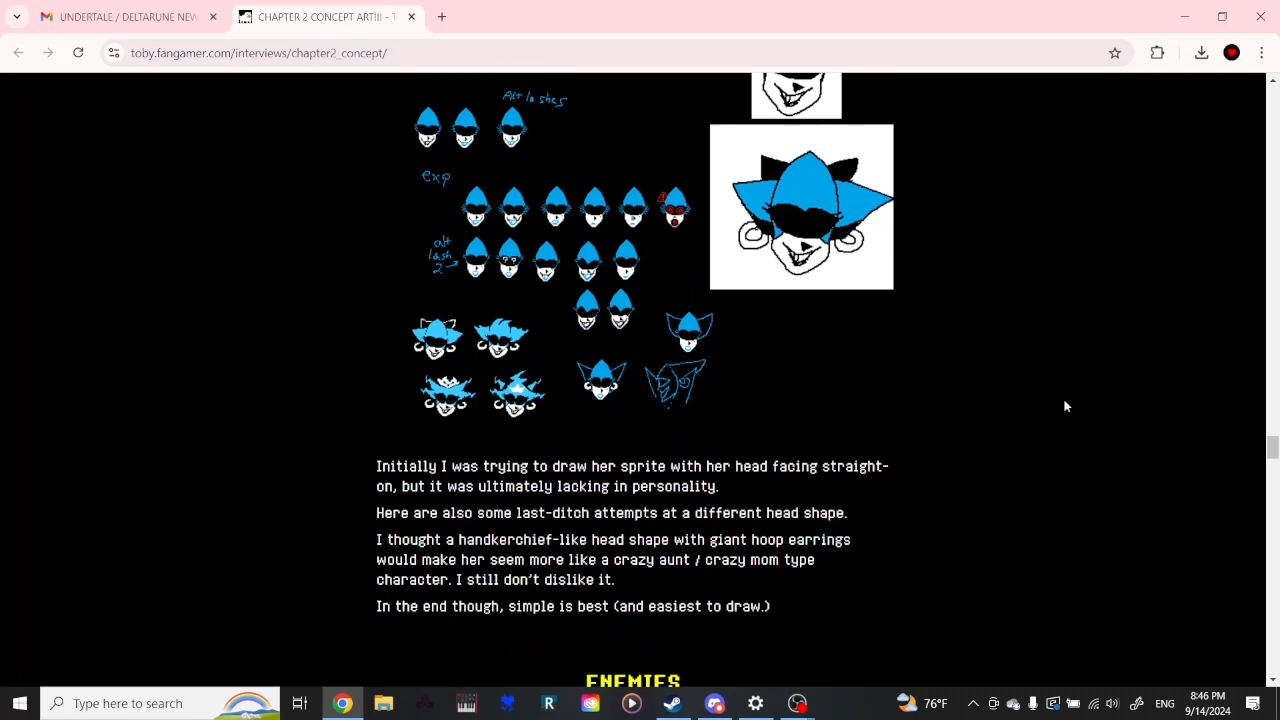 UNDERTALE / DELTARUNE NEW
CHAPTER 2 CONCEPT ART!!! - T
toby.fangamer.com/interviews/chapter2_concept/
Alt lashes
exp
alt
lash
2
Initially I was trying to draw her sprite with her head facing straight-
on, but it was ultimately lacking in personality.
Here are also some last-ditch attempts at a different head shape.
I thought a handkerchief-like head shape with giant hoop earrings
would make her seem more like a crazy aunt / crazy mom type
character. I still don't dislike it.
In the end though, simple is best (and easiest to draw.)
ENEMIES
Type here to search
R
76°F
ENG
8:46 PM
9/14/2024